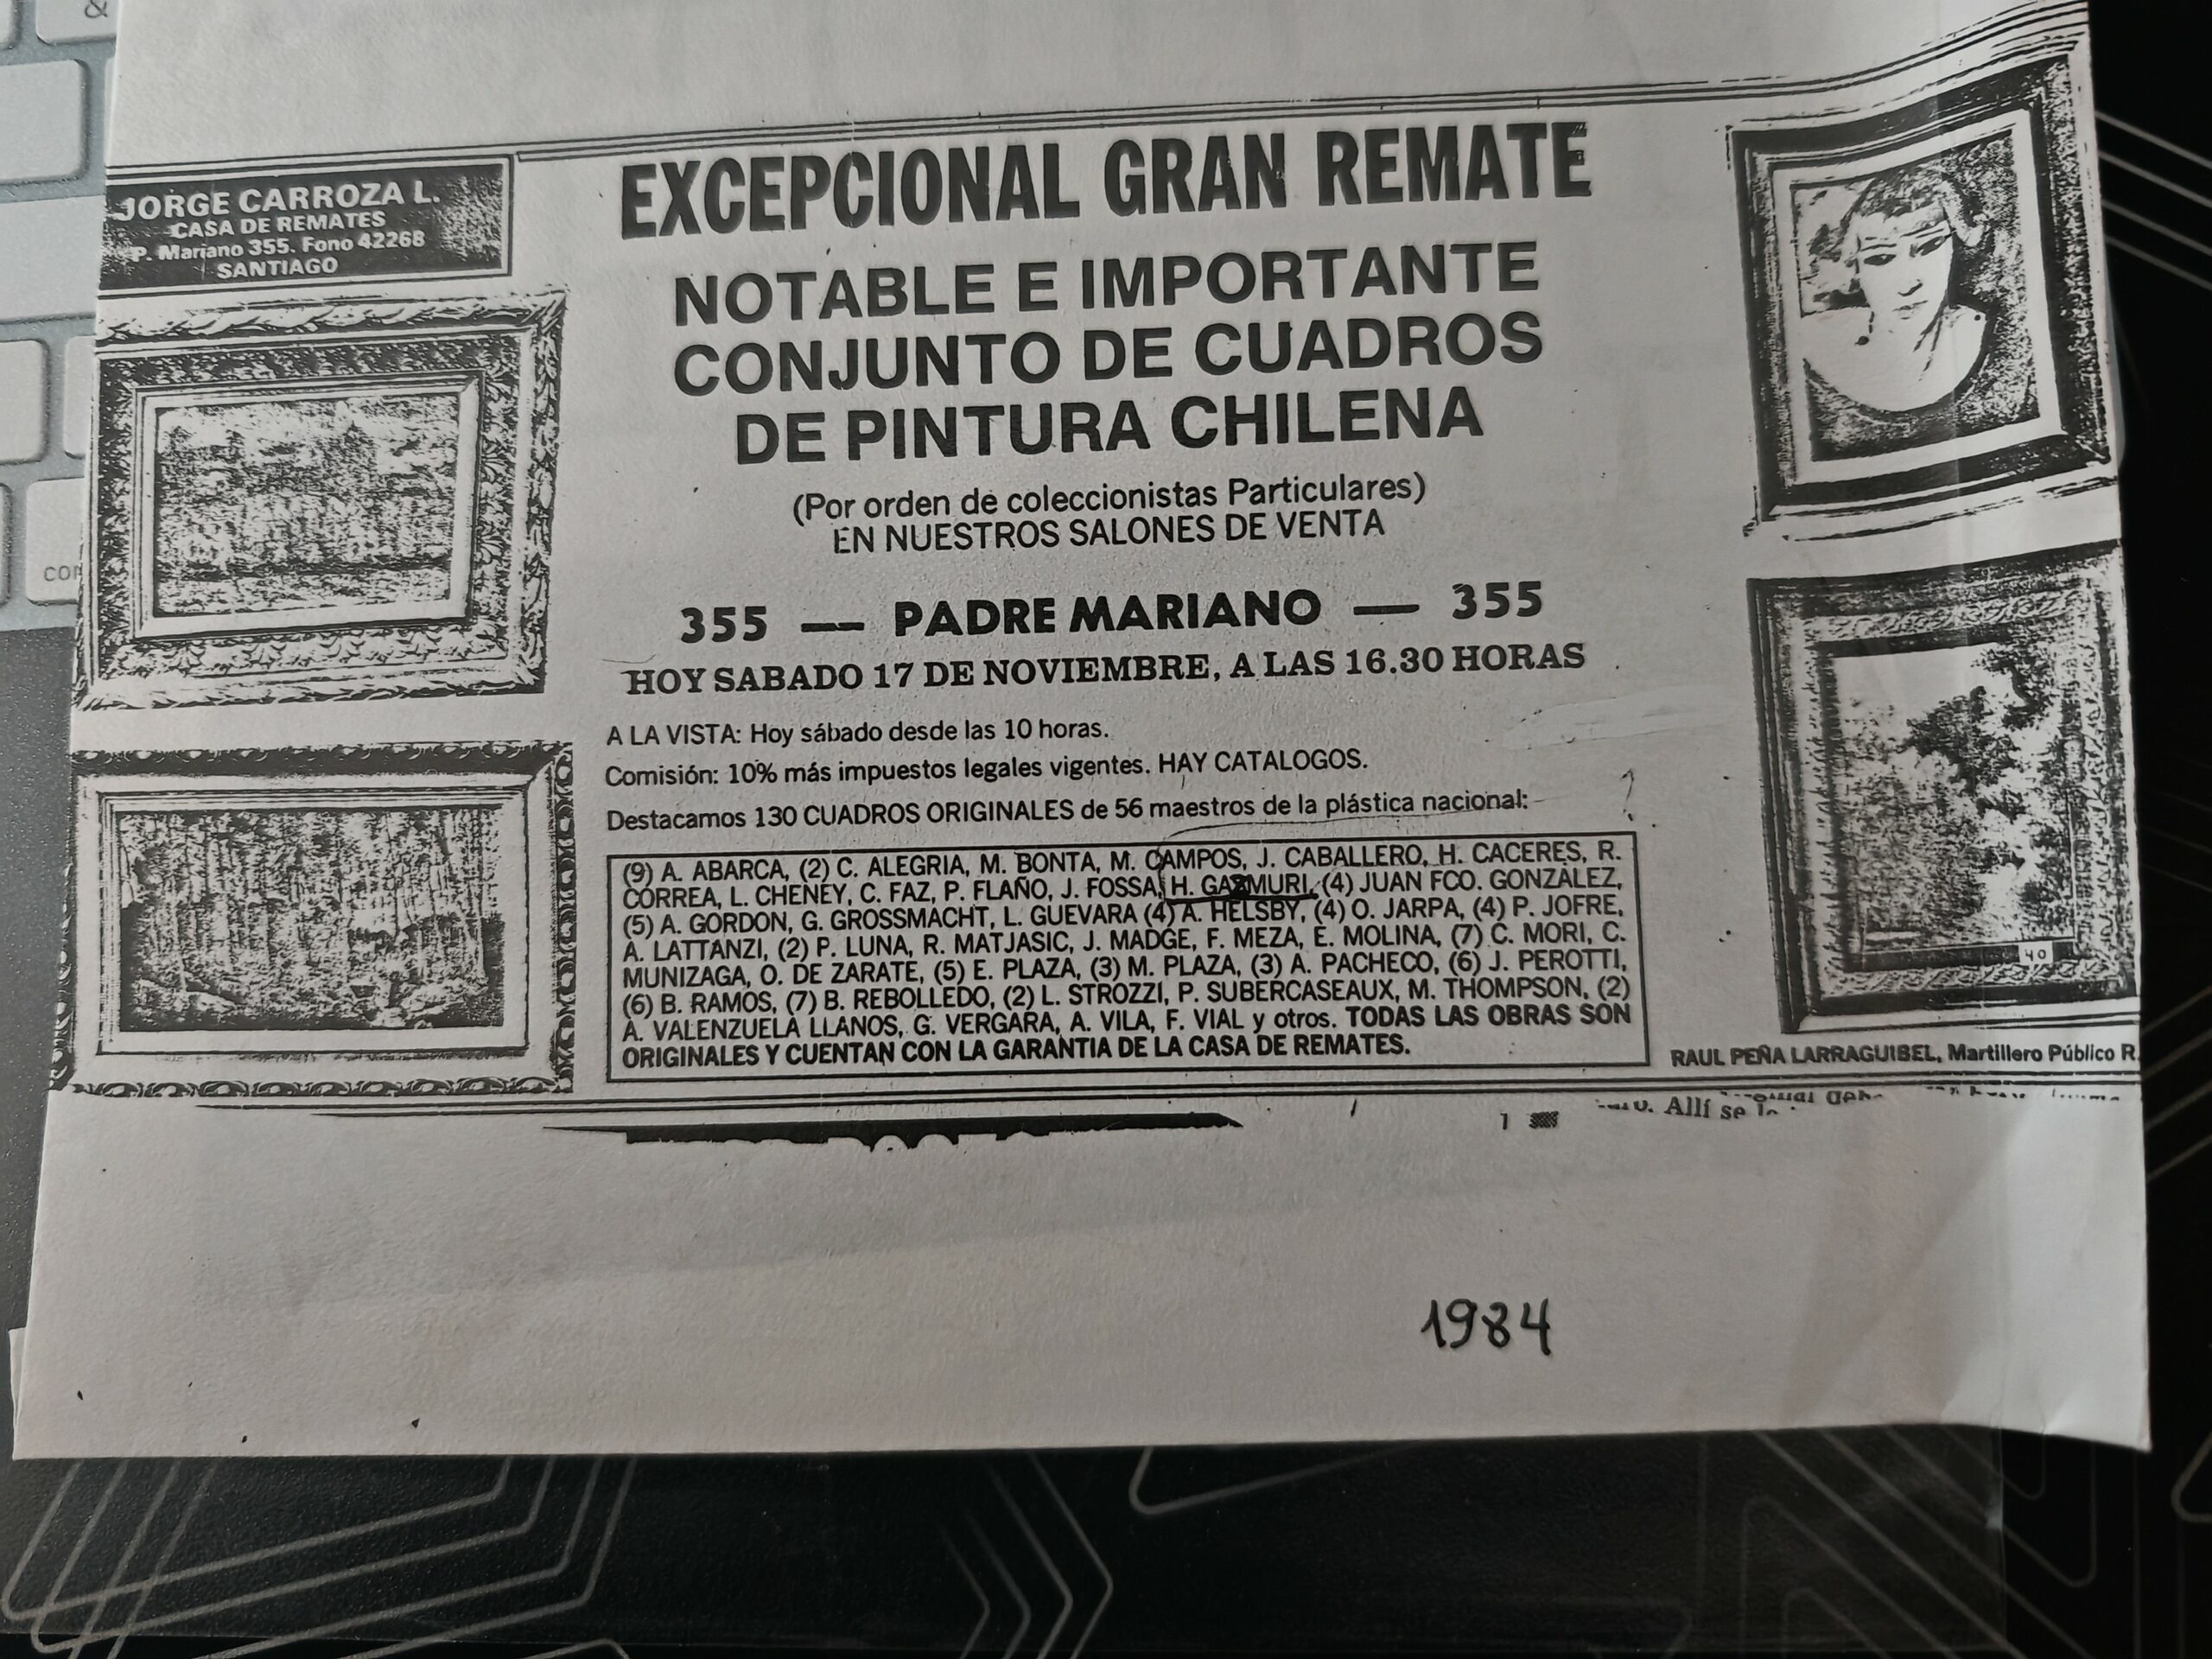 JORGE CARROZA L.
CASA DE REMATES
P. Mariano 355. Fono 42268
SANTIAGO
EXCEPCIONAL GRAN REMATE
NOTABLE E IMPORTANTE
CONJUNTO DE CUADROS
DE PINTURA CHILENA
(Por orden de coleccionistas Particulares)
EN NUESTROS SALONES DE VENTA
355 — PADRE MARIANO — 355
HOY SABADO 17 DE NOVIEMBRE, A LAS 16.30 HORAS
A LA VISTA: Hoy sábado desde las 10 horas.
Comisión: 10% más impuestos legales vigentes. HAY CATALOGOS.
Destacamos 130 CUADROS ORIGINALES de 56 maestros de la plástica nacional:
(9) A. ABARCA, (2) C. ALEGRIA, M. BONTA, M. CAMPOS, J. CABALLERO, H. CACERES, R.
CORREA, L. CHENEY, C. FAZ, P. FLAÑO, J. FOSSA, H. GAZMURI, (4) JUAN FCO. GONZALEZ,
(5) A. GORDON, G. GROSSMACHT, L. GUEVARA (4) A. HELSBY, (4) O. JARPA, (4) P. JOFRE,
A. LATTANZI, (2) P. LUNA, R. MATJASIC, J. MADGE, F. MEZA, E. MOLINA, (7) C. MORI, C.
MUNIZAGA, O. DE ZARATE, (5) E. PLAZA, (3) M. PLAZA, (3) A. PACHECO, (6) J. PEROTTI,
(6) B. RAMOS, (7) B. REBOLLEDO, (2) L. STROZZI, P. SUBERCASEAUX, M. THOMPSON, (2)
A. VALENZUELA LLANOS, G. VERGARA, A. VILA, F. VIAL y otros. TODAS LAS OBRAS SON
ORIGINALES Y CUENTAN CON LA GARANTIA DE LA CASA DE REMATES.
40
RAUL PEÑA LARRAGUIBEL, Martillero Público R.
Allí se
1984
&